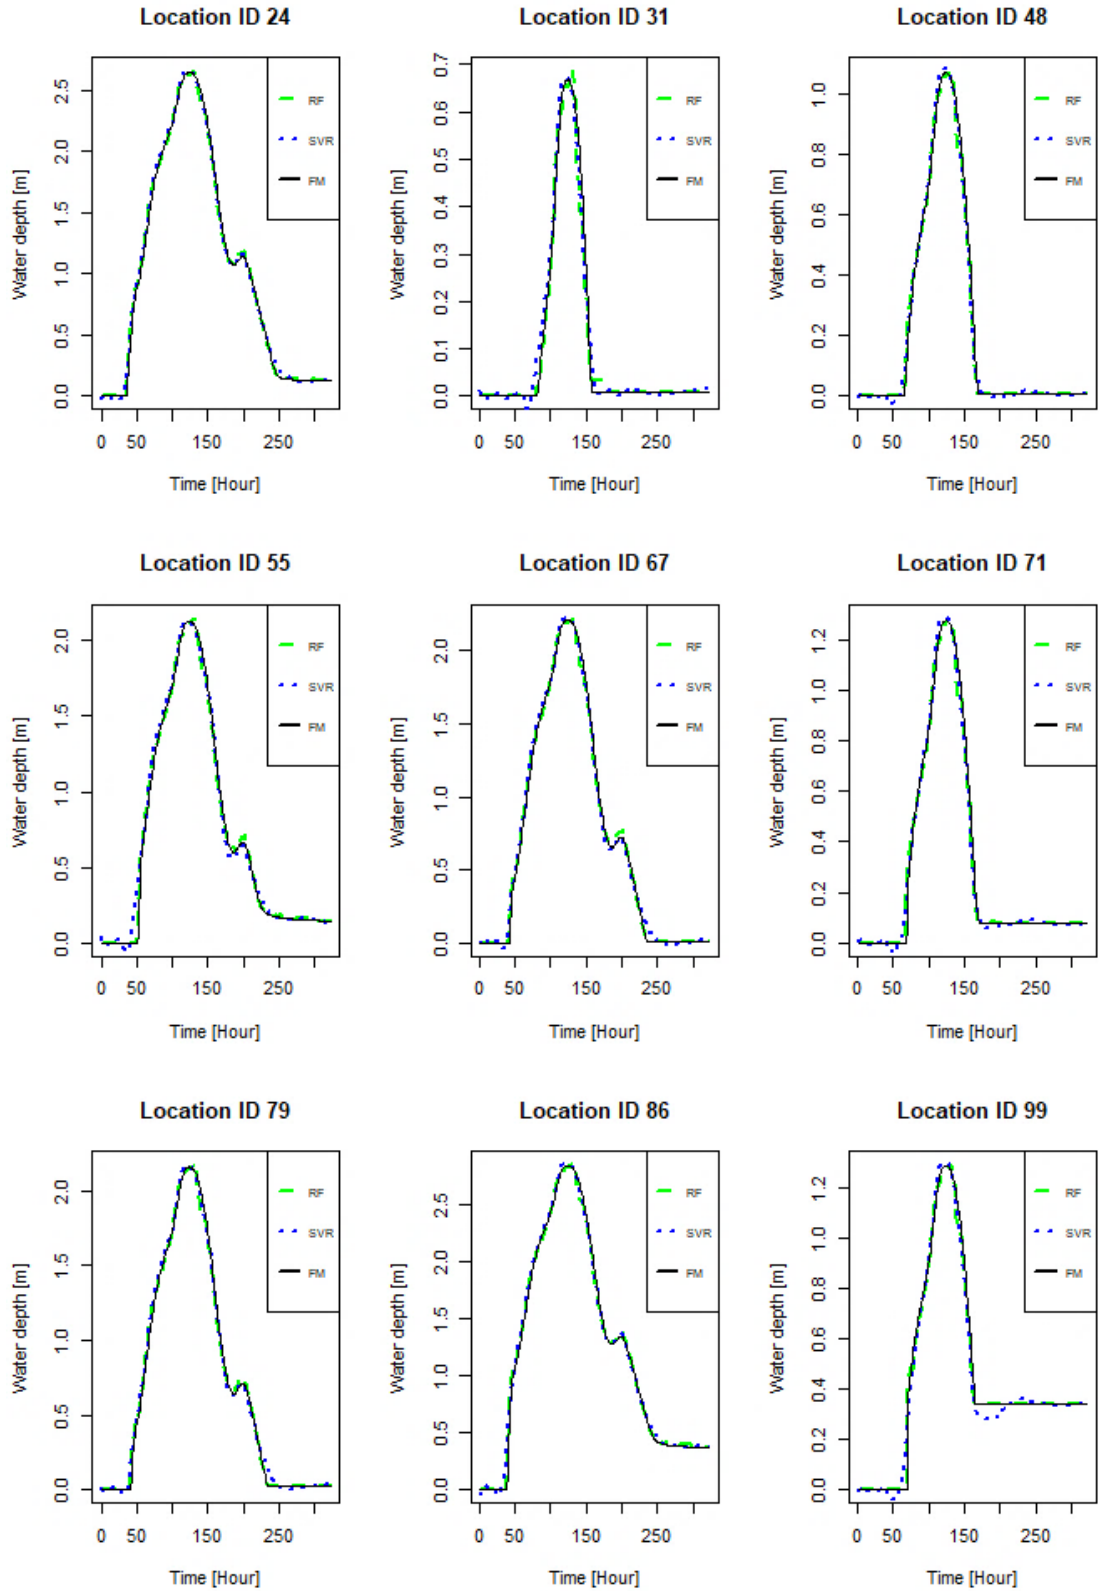 Location ID 24
Water depth [m]
0.0 0.5 1.0 1.5 2.0 2.5
RF
SVR
FM
0 50 150 250
Time [Hour]
Location ID 31
Water depth [m]
0.0 0.1 0.2 0.3 0.4 0.5 0.6 0.7
RF
SVR
FM
0 50 150 250
Time [Hour]
Location ID 48
Water depth [m]
0.0 0.2 0.4 0.6 0.8 1.0
RF
SVR
FM
0 50 150 250
Time [Hour]
Location ID 55
Water depth [m]
0.0 0.5 1.0 1.5 2.0
RF
SVR
FM
0 50 150 250
Time [Hour]
Location ID 67
Water depth [m]
0.0 0.5 1.0 1.5 2.0
RF
SVR
FM
0 50 150 250
Time [Hour]
Location ID 71
Water depth [m]
0.0 0.2 0.4 0.6 0.8 1.0 1.2
RF
SVR
FM
0 50 150 250
Time [Hour]
Location ID 79
Water depth [m]
0.0 0.5 1.0 1.5 2.0
RF
SVR
FM
0 50 150 250
Time [Hour]
Location ID 86
Water depth [m]
0.0 0.5 1.0 1.5 2.0 2.5
RF
SVR
FM
0 50 150 250
Time [Hour]
Location ID 99
Water depth [m]
0.0 0.2 0.4 0.6 0.8 1.0 1.2
RF
SVR
FM
0 50 150 250
Time [Hour]